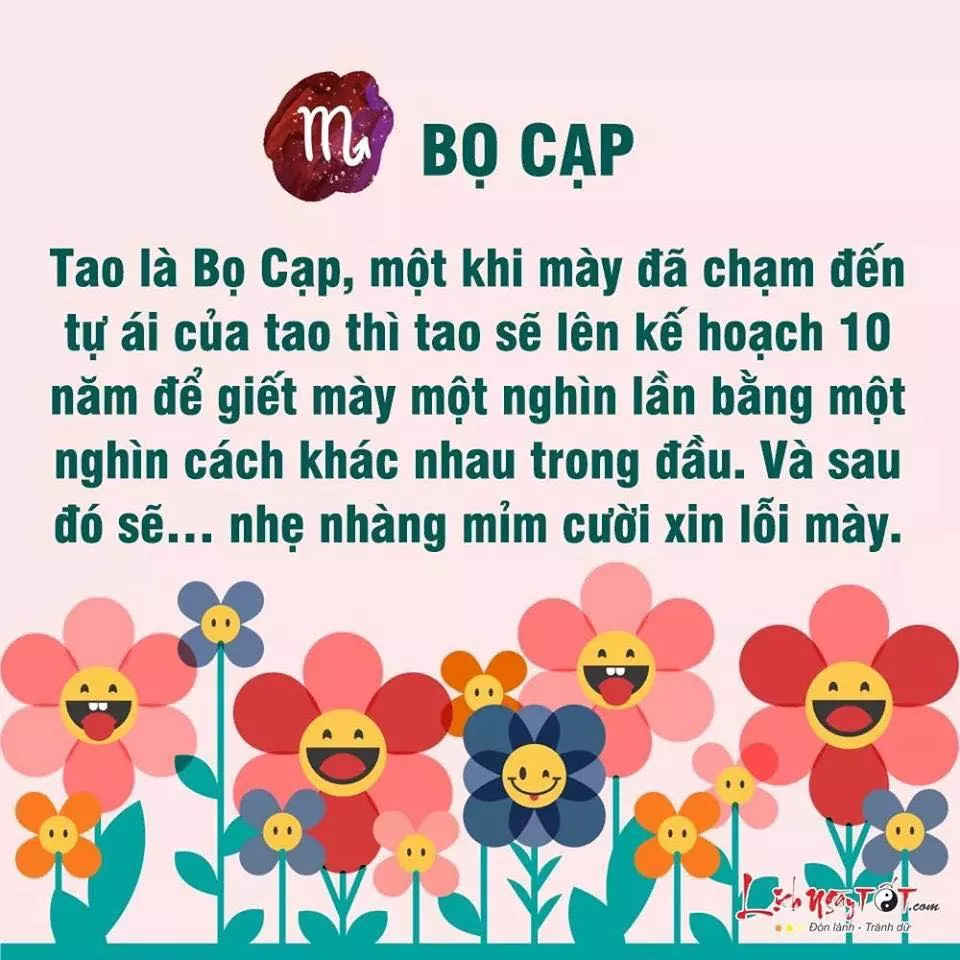 BỌ CẠP
Tao là Bọ Cạp, một khi mày đã chạm đến
tự ái của tao thì tao sẽ lên kế hoạch 10
năm để giết mày một nghìn lần bằng một
nghìn cách khác nhau trong đầu. Và sau
đó sẽ... nhẹ nhàng mỉm cười xin lỗi mày.
LịchNgàyTỐT.com
Đón lành - Tránh dữ